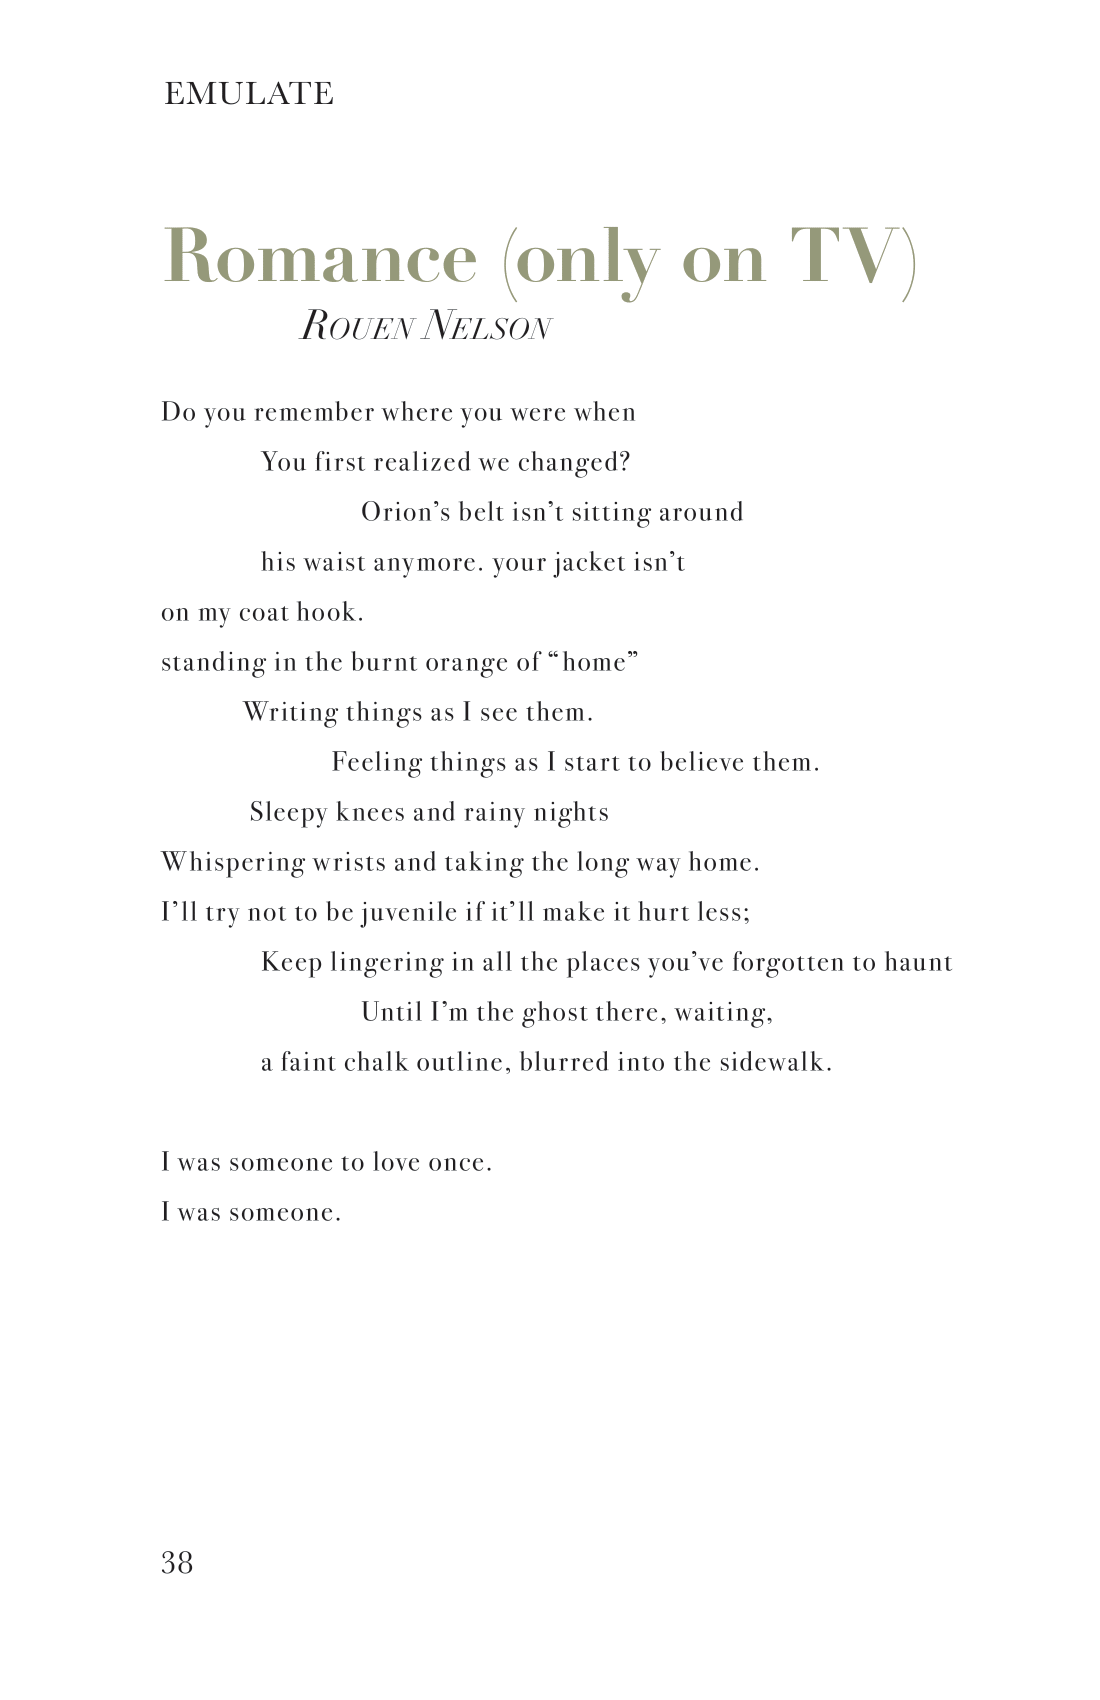 EMULATE
Romance (only on TV)
Rouen Nelson
Do you remember where you were when
You first realized we changed?
Orion’s belt isn’t sitting around
his waist anymore. your jacket isn’t
on my coat hook.
standing in the burnt orange of “home”
Writing things as I see them.
Feeling things as I start to believe them.
Sleepy knees and rainy nights
Whispering wrists and taking the long way home.
I’ll try not to be juvenile if it’ll make it hurt less;
Keep lingering in all the places you’ve forgotten to haunt
Until I’m the ghost there, waiting,
a faint chalk outline, blurred into the sidewalk.
I was someone to love once.
I was someone.
38